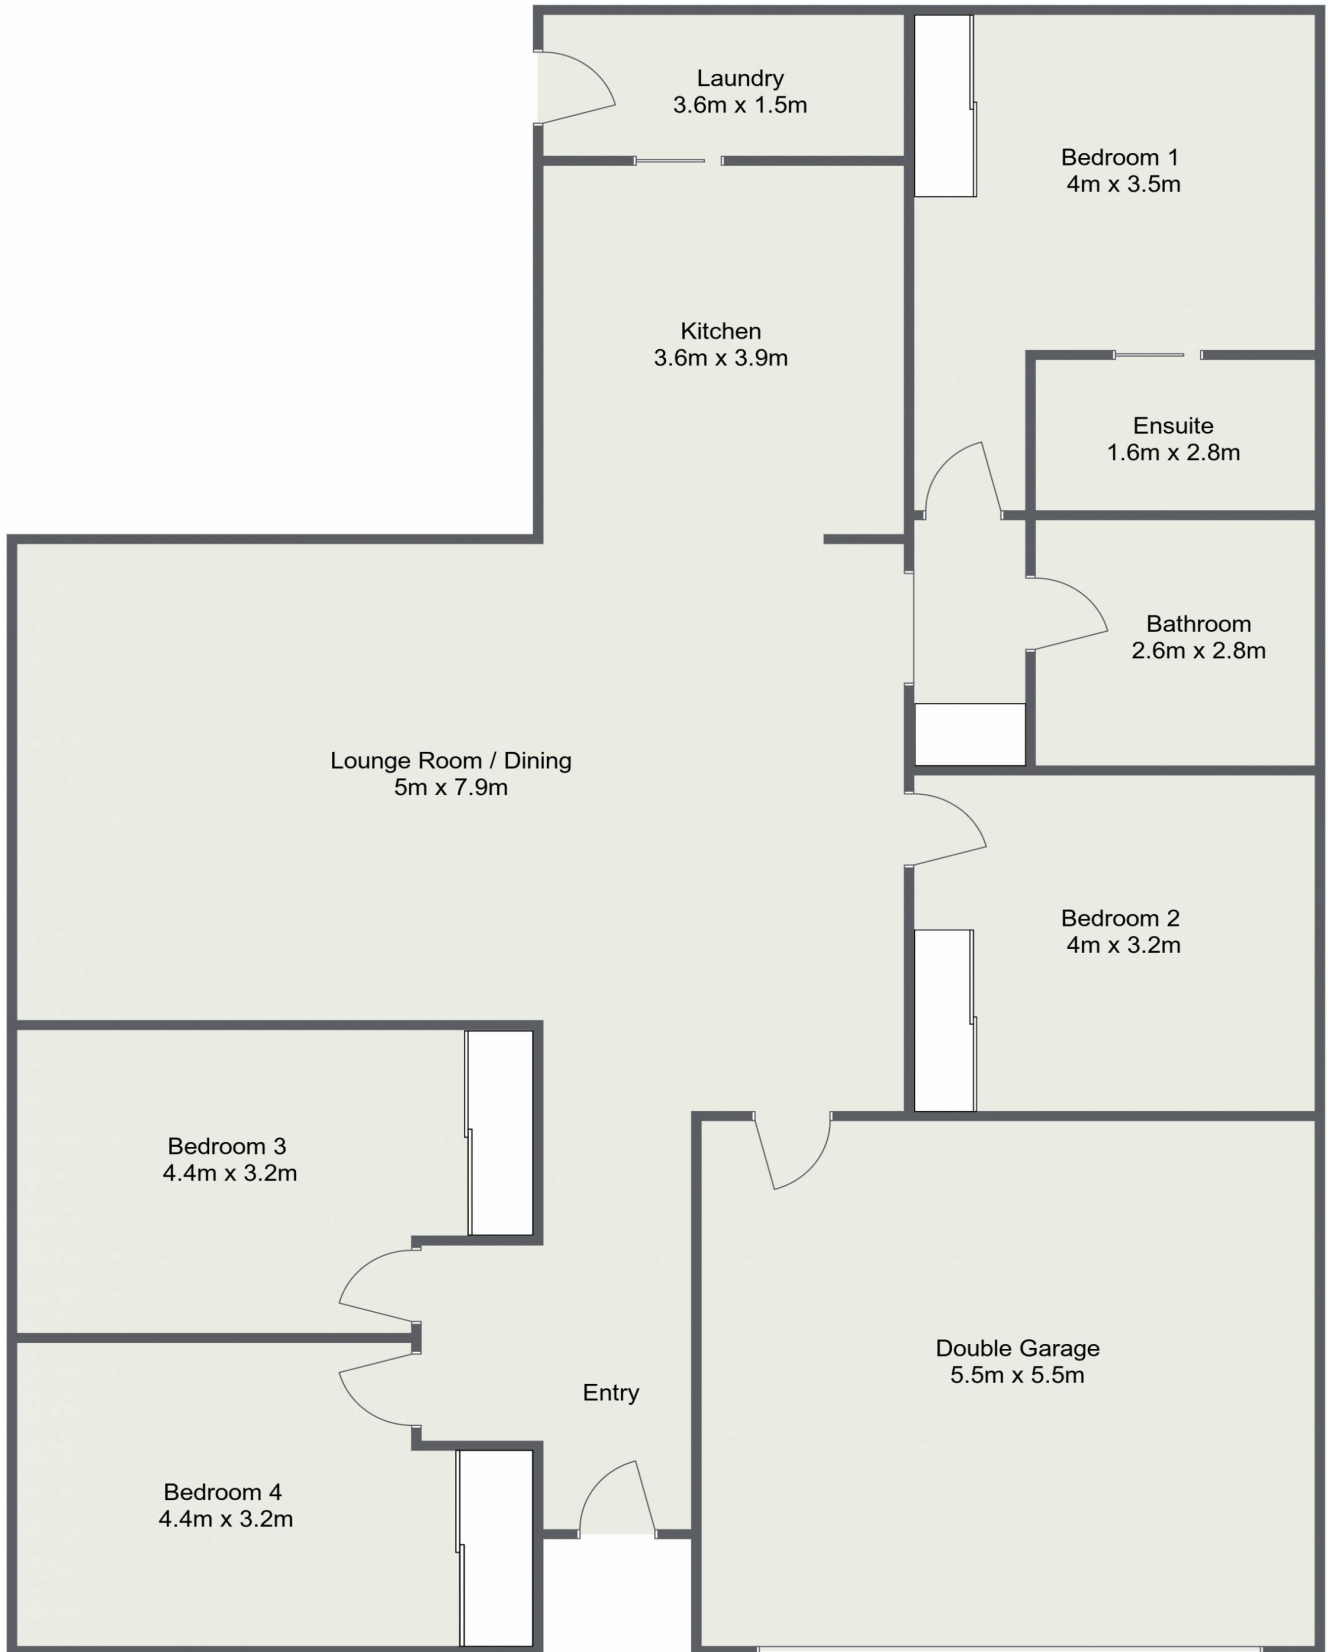 Laundry
3.6m x 1.5m
Bedroom 1
4m x 3.5m
Kitchen
3.6m x 3.9m
Ensuite
1.6m x 2.8m
Bathroom
2.6m x 2.8m
Lounge Room / Dining
5m x 7.9m
Bedroom 2
4m x 3.2m
Bedroom 3
4.4m x 3.2m
Double Garage
5.5m x 5.5m
Entry
Bedroom 4
4.4m x 3.2m